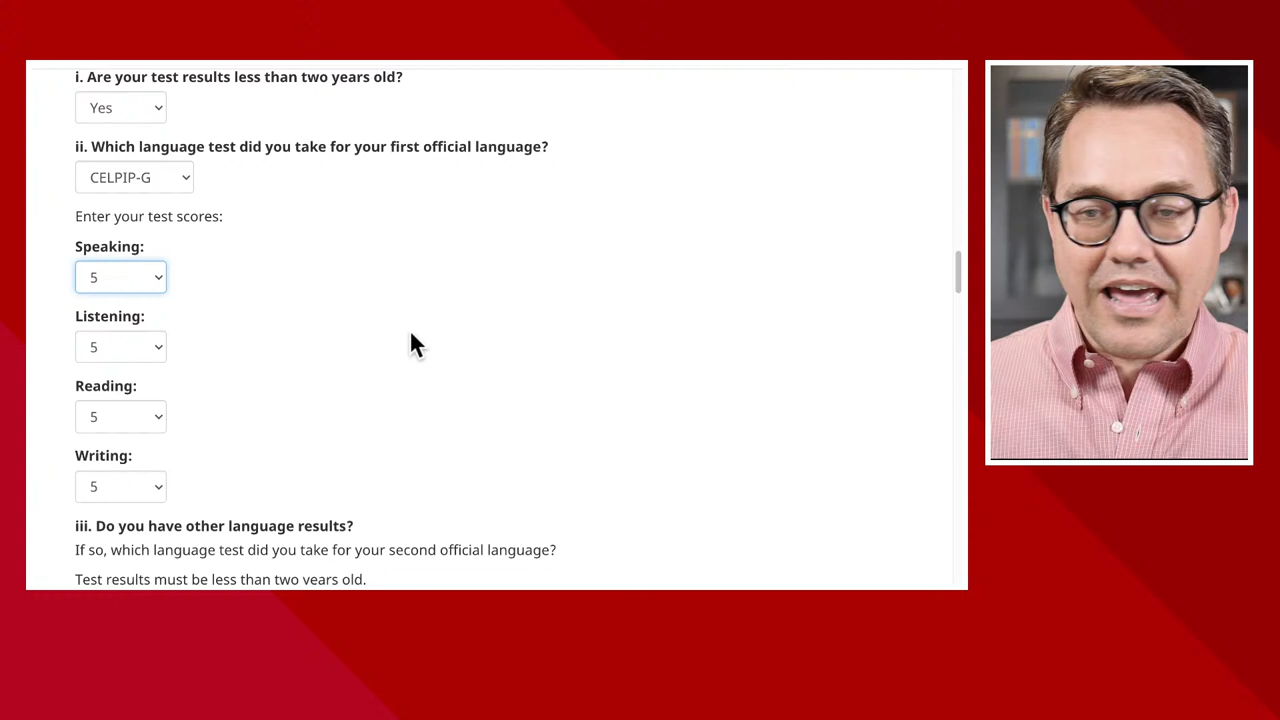 i. Are your test results less than two years old?
Yes
ii. Which language test did you take for your first official language?
CELPIP-G
Enter your test scores:
Speaking:
5
Listening:
5
Reading:
5
Writing:
5
iii. Do you have other language results?
If so, which language test did you take for your second official language?
Test results must be less than two years old.